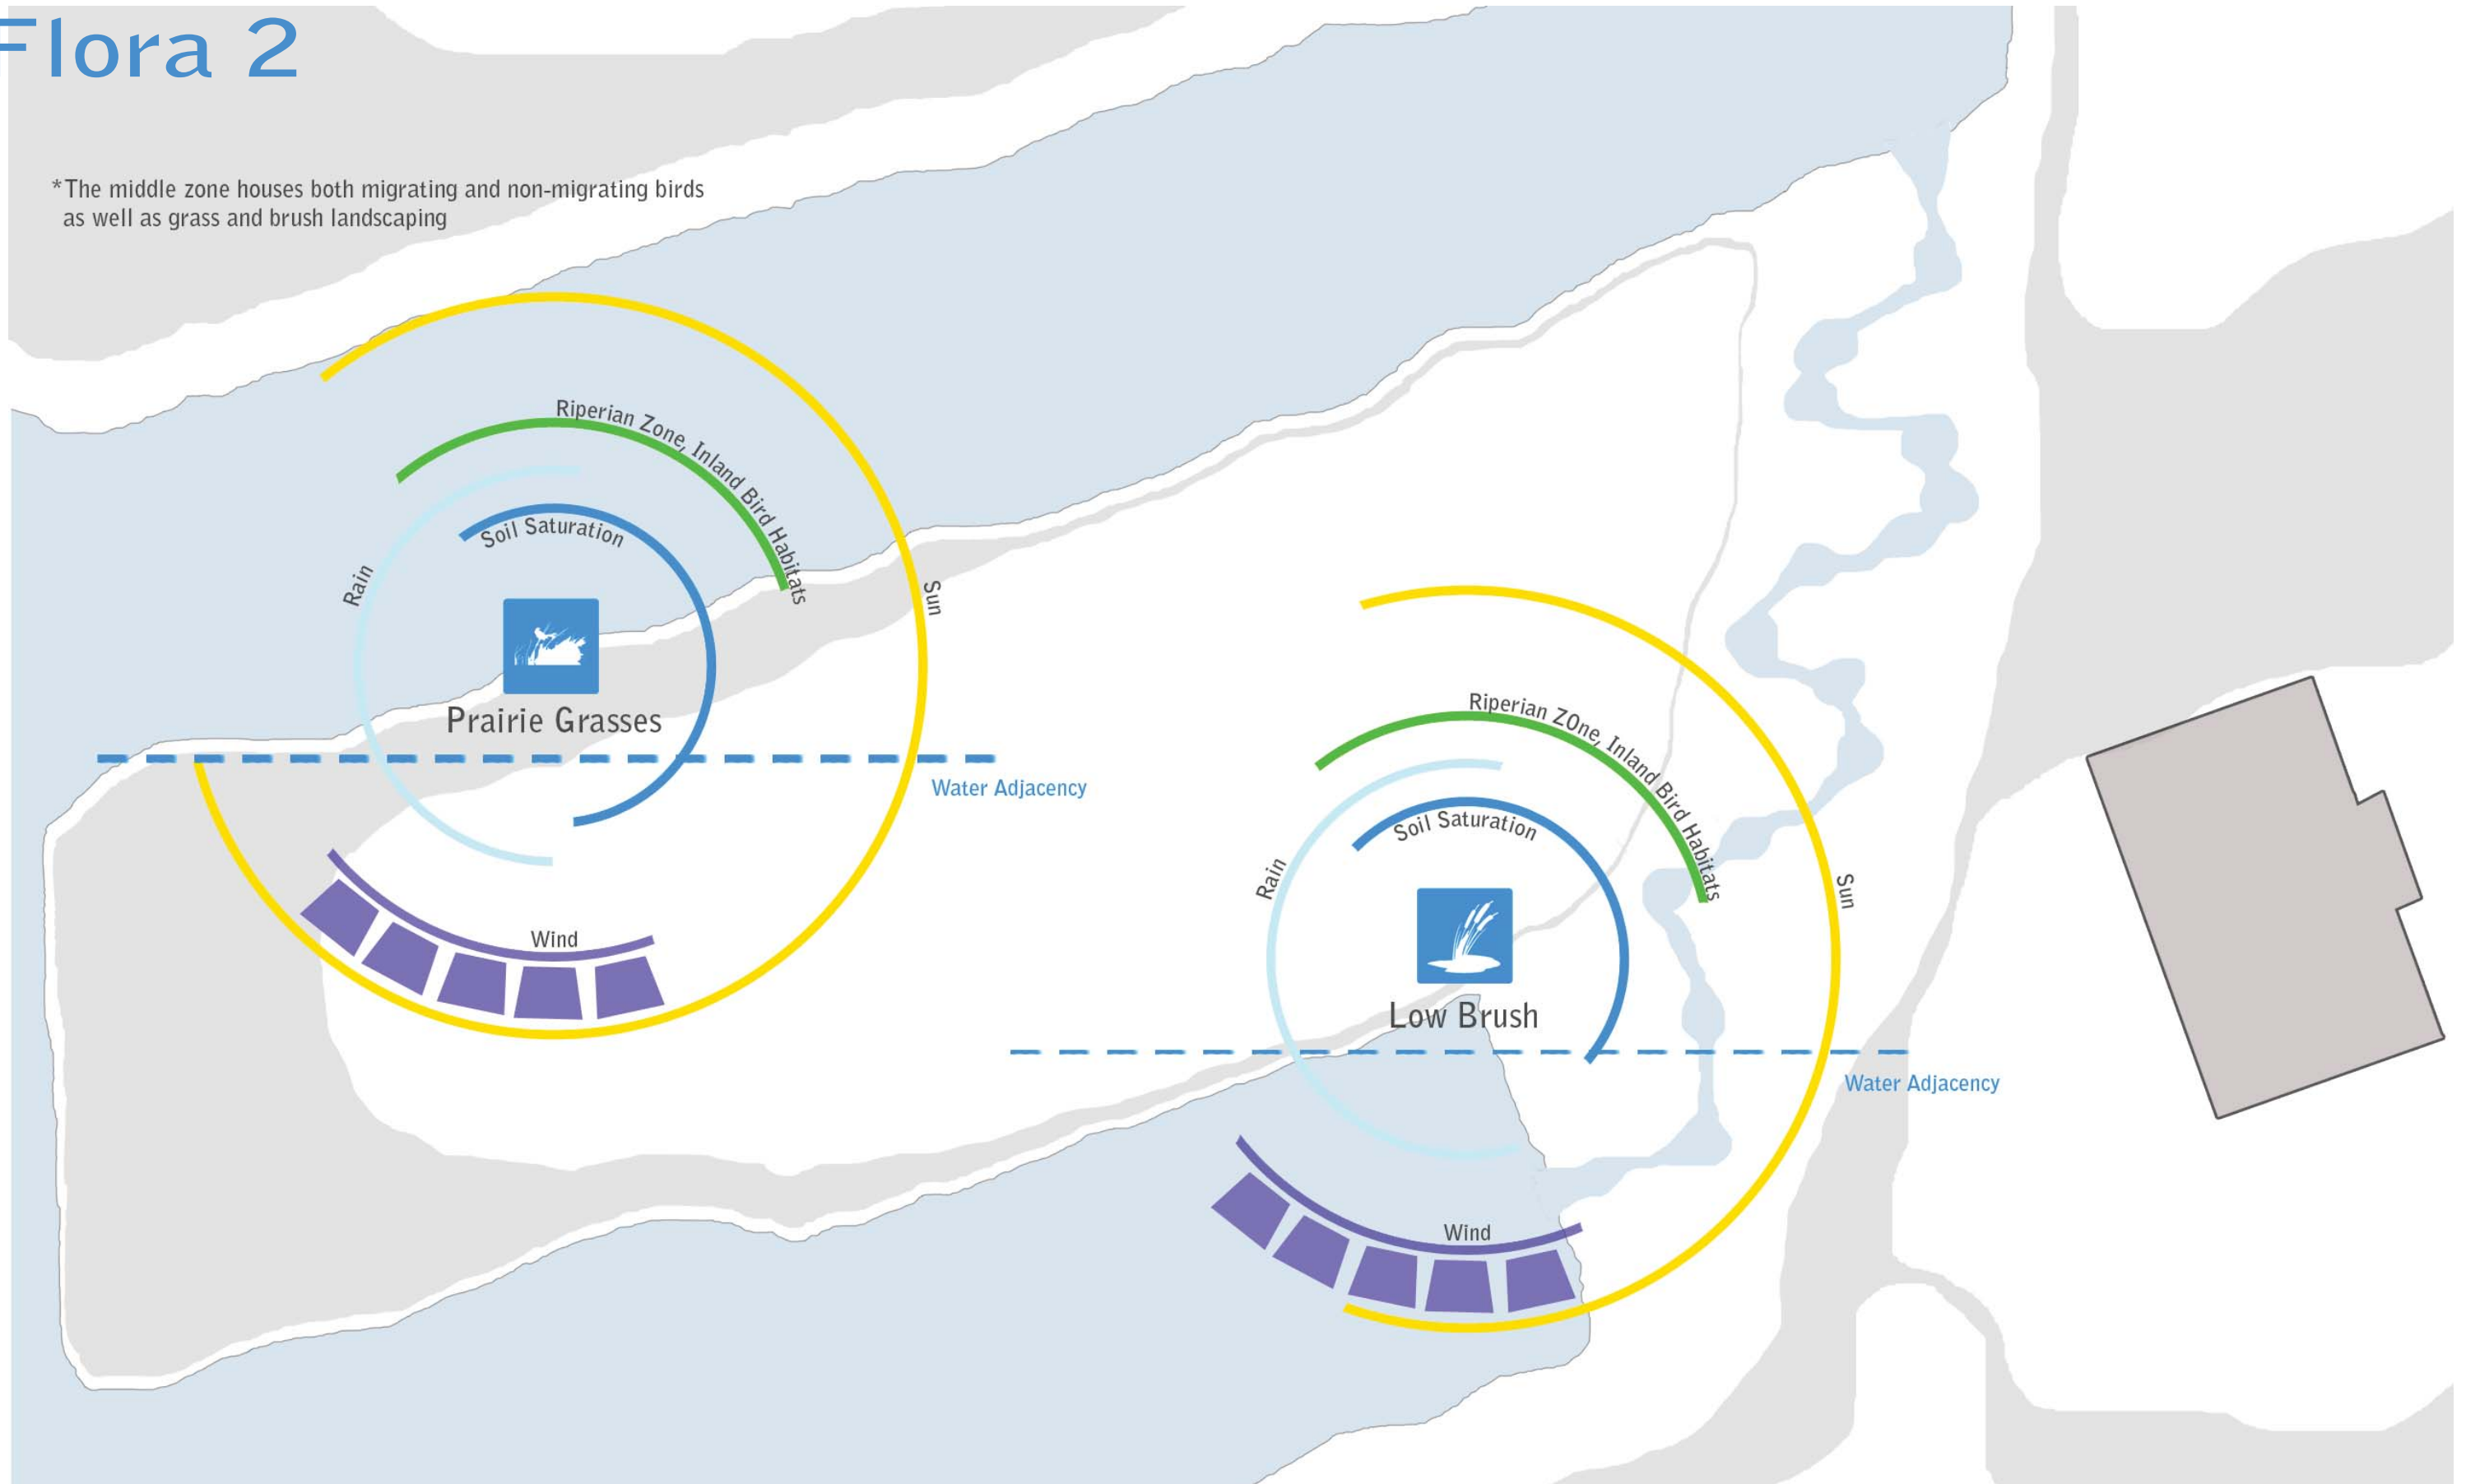 Flora 2
*The middle zone houses both migrating and non-migrating birds
as well as grass and brush landscaping
Riperian Zone, Inland Bird Habitats
Soil Saturation
Rain
Sun
Prairie Grasses
Water Adjacency
Wind
Riperian ZOne, Inland Bird Habitats
Soil Saturation
Rain
Sun
Low Brush
Water Adjacency
Wind